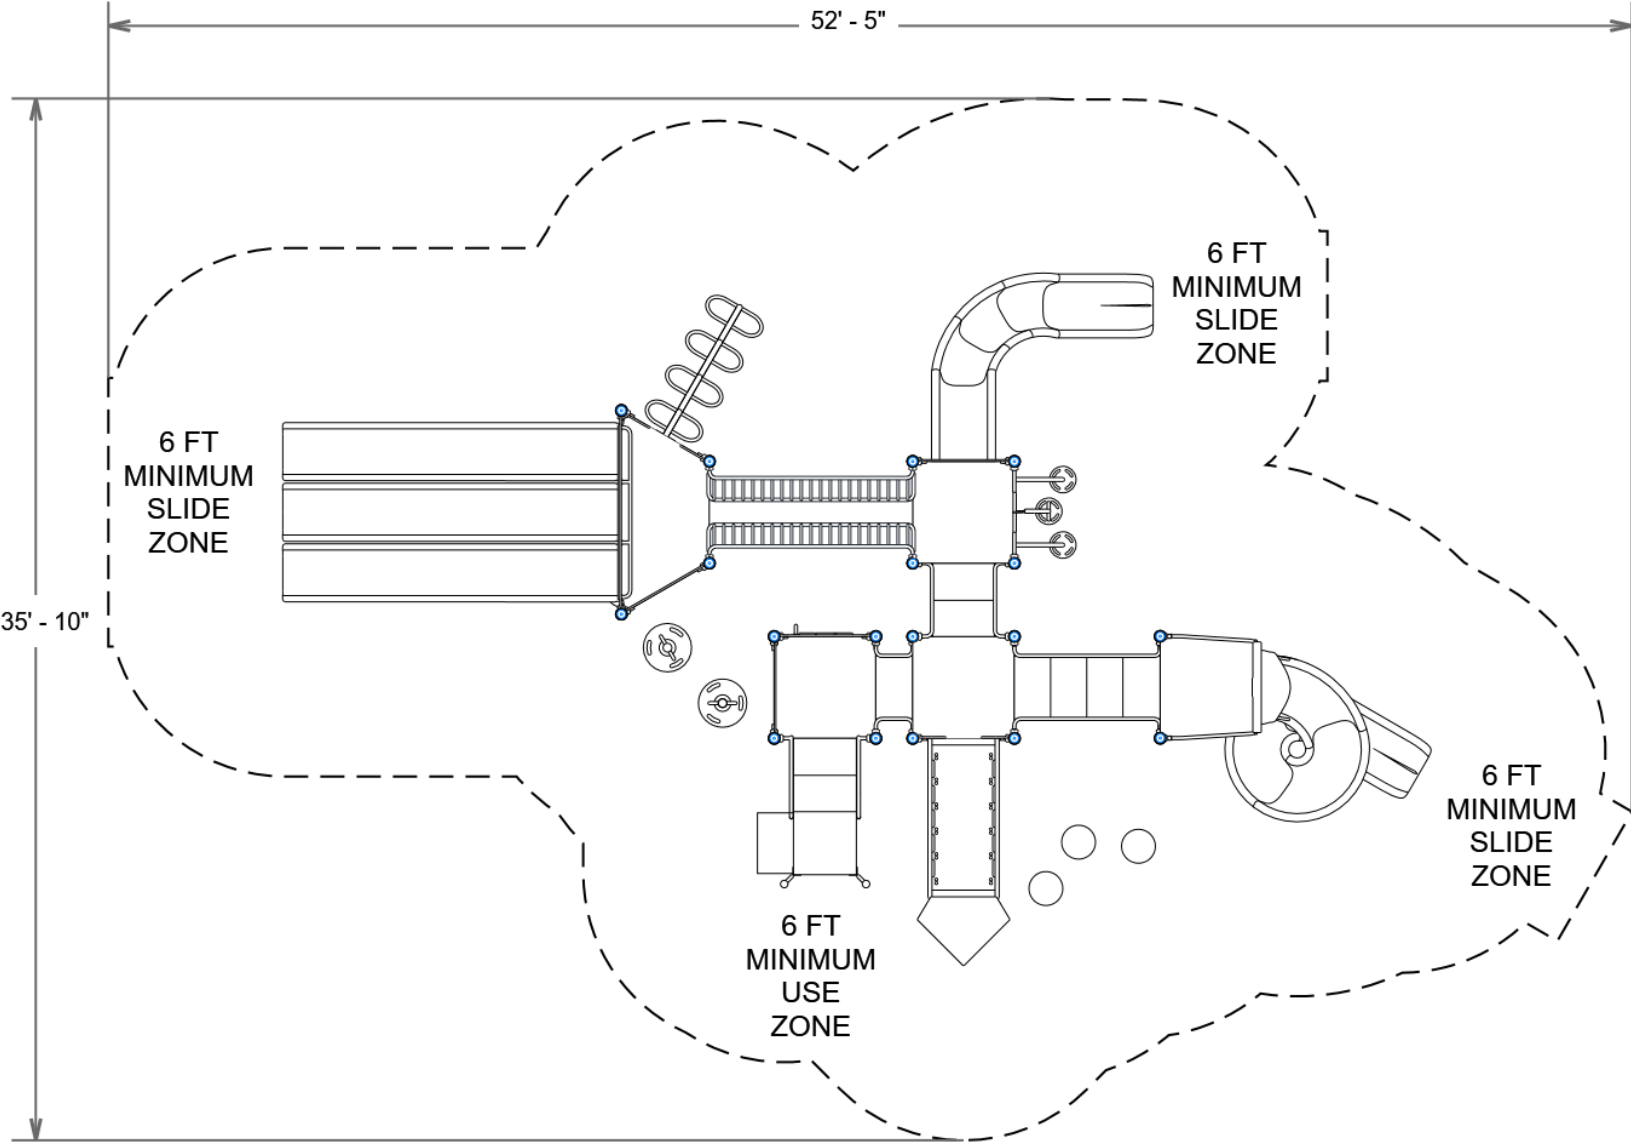 52' - 5"
6 FT
MINIMUM
SLIDE
ZONE
6 FT
MINIMUM
SLIDE
ZONE
35' - 10"
6 FT
MINIMUM
SLIDE
ZONE
6 FT
MINIMUM
USE
ZONE